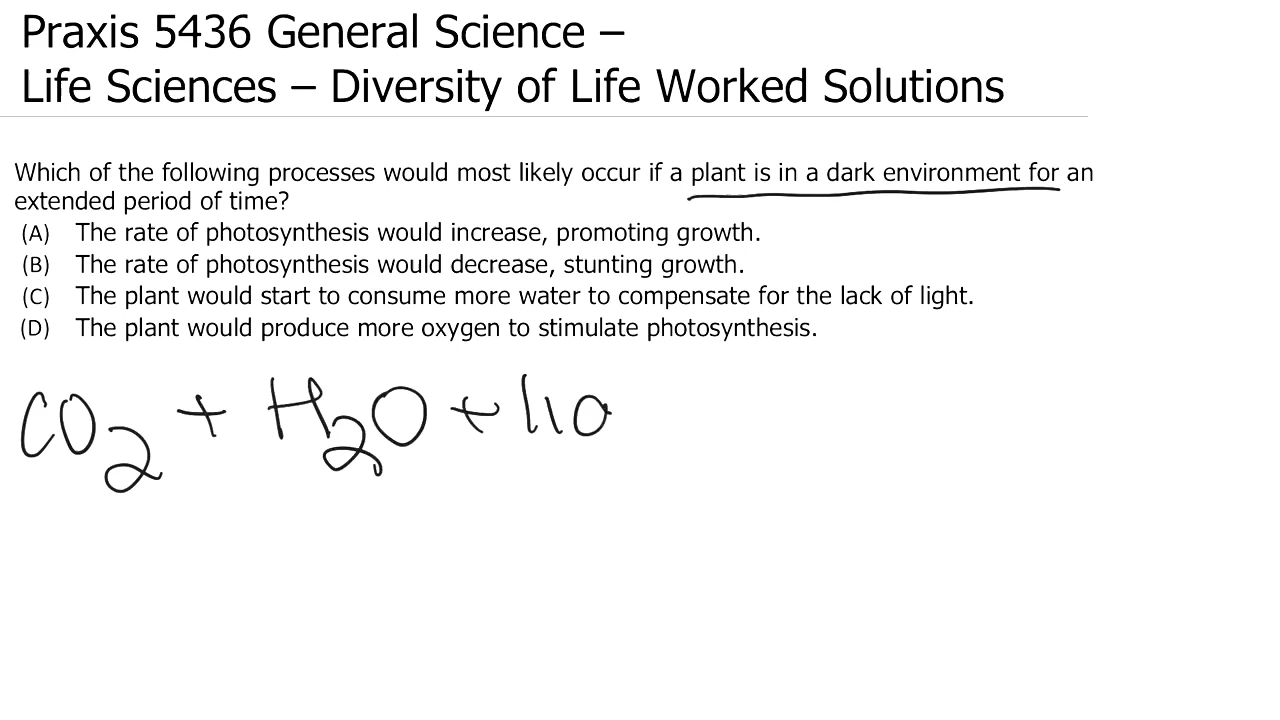 Praxis 5436 General Science –
Life Sciences – Diversity of Life Worked Solutions
Which of the following processes would most likely occur if a plant is in a dark environment for an
extended period of time?
(A) The rate of photosynthesis would increase, promoting growth.
(B) The rate of photosynthesis would decrease, stunting growth.
(C) The plant would start to consume more water to compensate for the lack of light.
(D) The plant would produce more oxygen to stimulate photosynthesis.
CO₂ + H₂O +